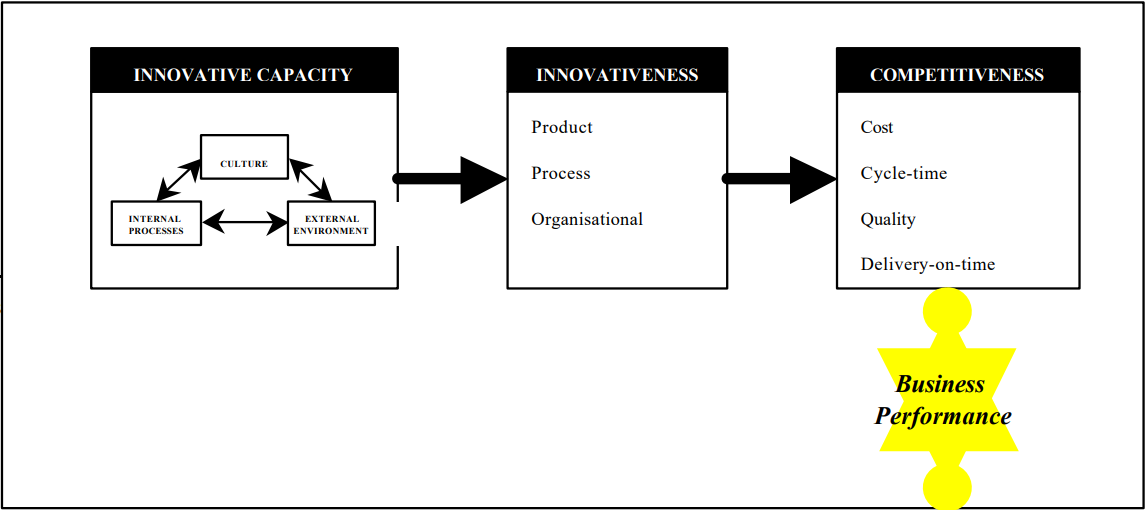 INNOVATIVE CAPACITY
CULTURE
INTERNAL
PROCESSES
EXTERNAL
ENVIRONMENT
INNOVATIVENESS
Product
Process
Organisational
COMPETITIVENESS
Cost
Cycle-time
Quality
Delivery-on-time
Business
Performance